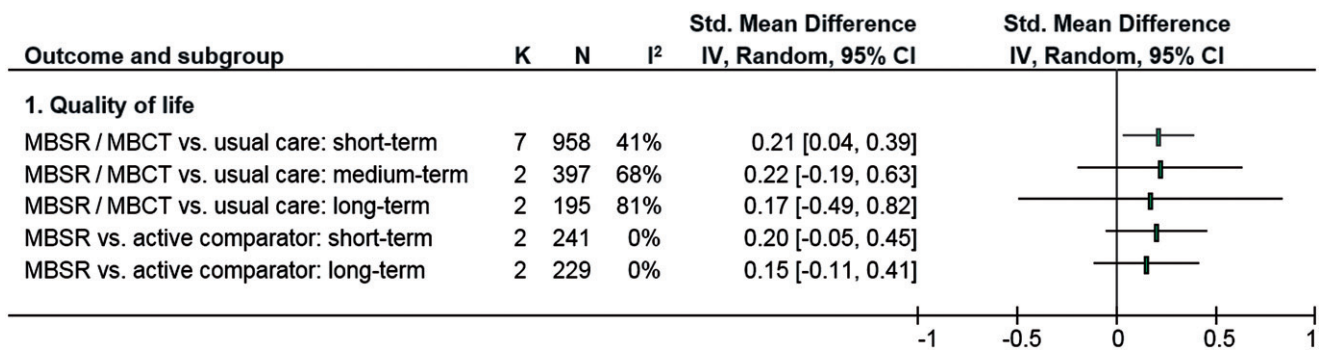 Std. Mean Difference Std. Mean Difference
Outcome and subgroup K N I² IV, Random, 95% CI IV, Random, 95% CI
1. Quality of life
MBSR / MBCT vs. usual care: short-term 7 958 41% 0.21 [0.04, 0.39]
MBSR / MBCT vs. usual care: medium-term 2 397 68% 0.22 [-0.19, 0.63]
MBSR / MBCT vs. usual care: long-term 2 195 81% 0.17 [-0.49, 0.82]
MBSR vs. active comparator: short-term 2 241 0% 0.20 [-0.05, 0.45]
MBSR vs. active comparator: long-term 2 229 0% 0.15 [-0.11, 0.41]
-1 -0.5 0 0.5 1